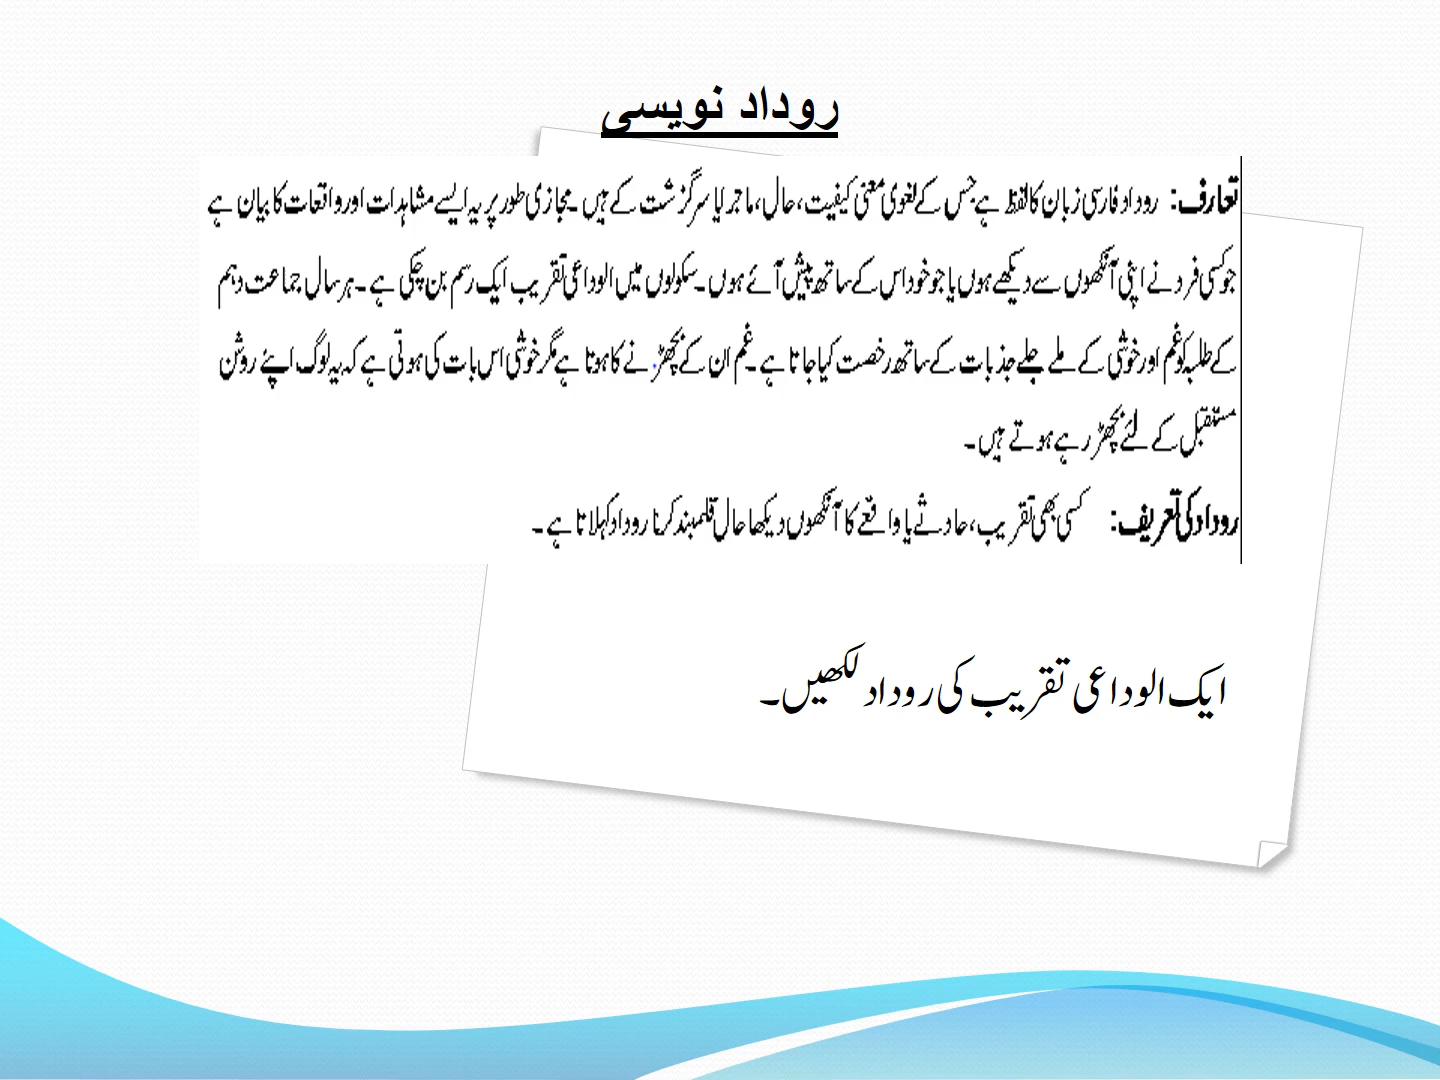 روداد نویسی
تعارف: روداد فارسی زبان کا لفظ ہے جس کے لغوی معنی کیفیت، حال، ماجرا یا سرگزشت کے ہیں۔ مجازی طور پر یہ ایسے مشاہدات اور واقعات کا بیان ہے
جو کسی فرد نے اپنی آنکھوں سے دیکھے ہوں یا جو خود اس کے ساتھ پیش آئے ہوں۔ سکولوں میں الوداعی تقریب ایک رسم بن چکی ہے۔ ہر سال جماعت دہم
کے طلبہ کو غم اور خوشی کے ملے جلے جذبات کے ساتھ رخصت کیا جاتا ہے۔ غم ان کے بچھڑنے کا ہوتا ہے مگر خوشی اس بات کی ہوتی ہے کہ یہ لوگ اپنے روشن
مستقبل کے لئے بچھڑ رہے ہوتے ہیں۔
روداد کی تعریف: کسی بھی تقریب، حادثے یا واقعے کا آنکھوں دیکھا حال قلمبند کرنا روداد کہلاتا ہے۔
ایک الوداعی تقریب کی روداد لکھیں۔